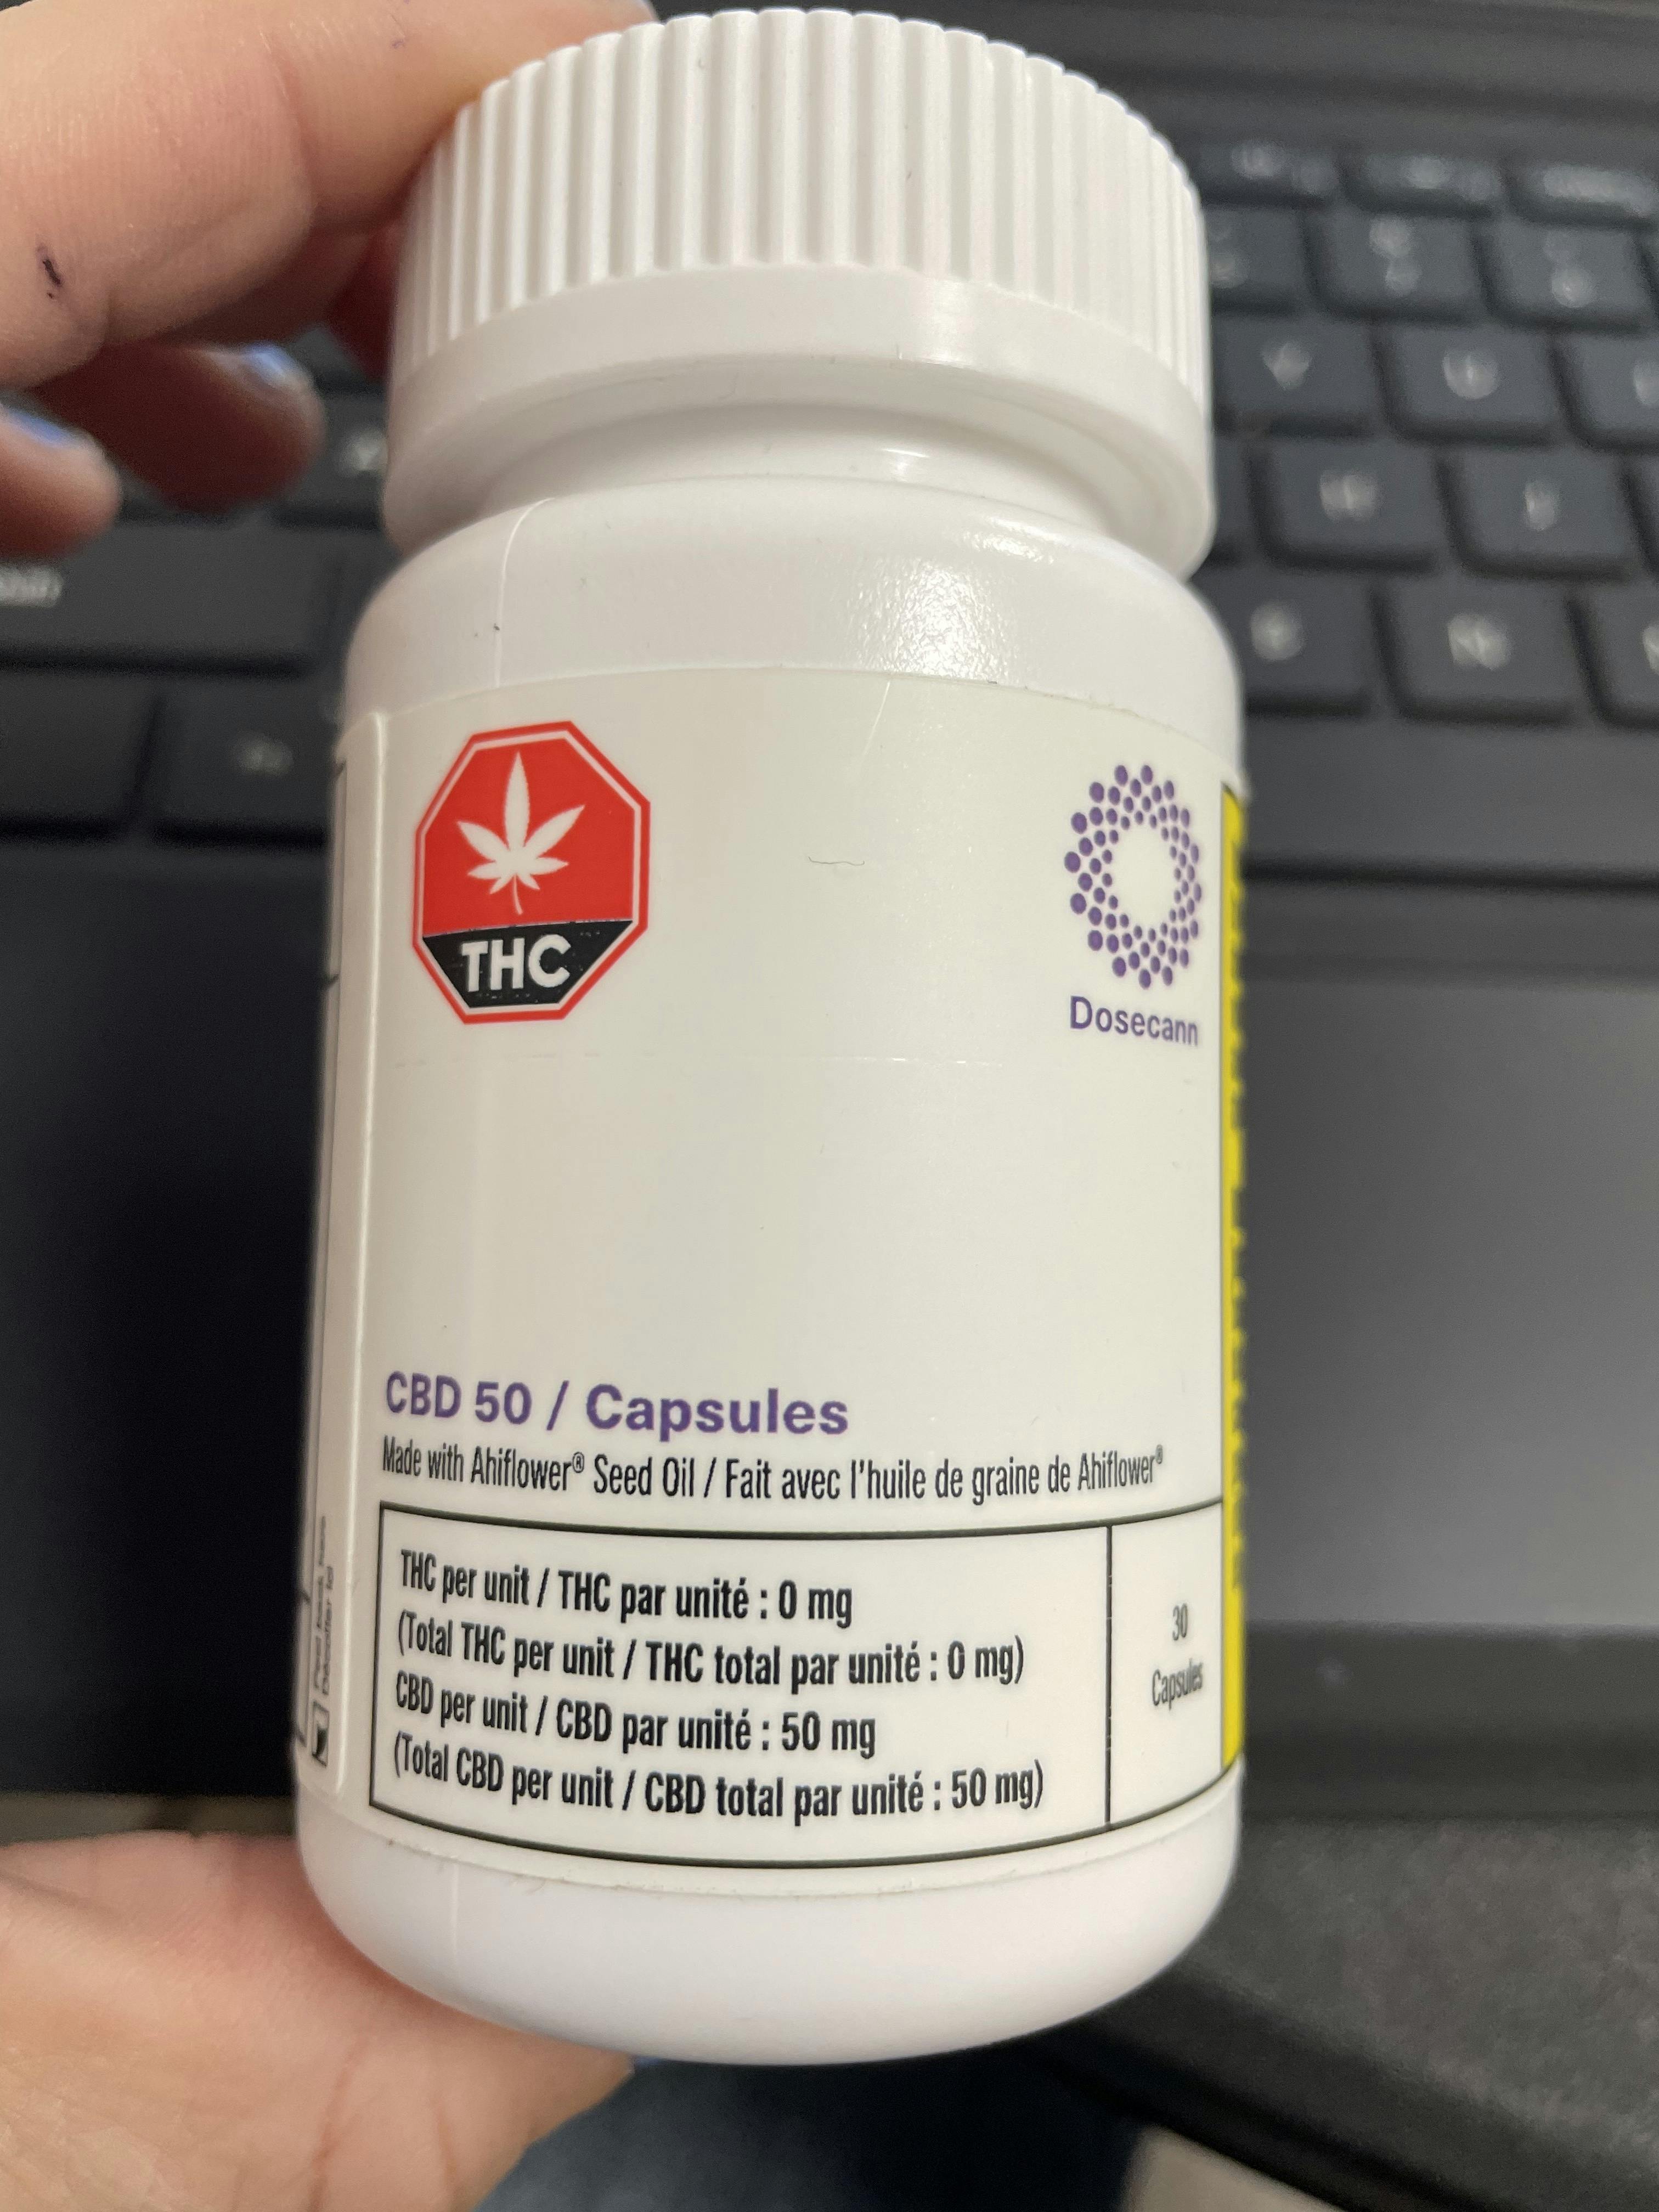 THC
Dosecann
CBD 50 / Capsules
Made with Ahiflower® Seed Oil / Fait avec l'huile de graine de Ahiflower®
THC per unit / THC par unité : 0 mg
(Total THC per unit / THC total par unité : 0 mg)
CBD per unit / CBD par unité : 50 mg
(Total CBD per unit / CBD total par unité : 50 mg)
30
Capsules